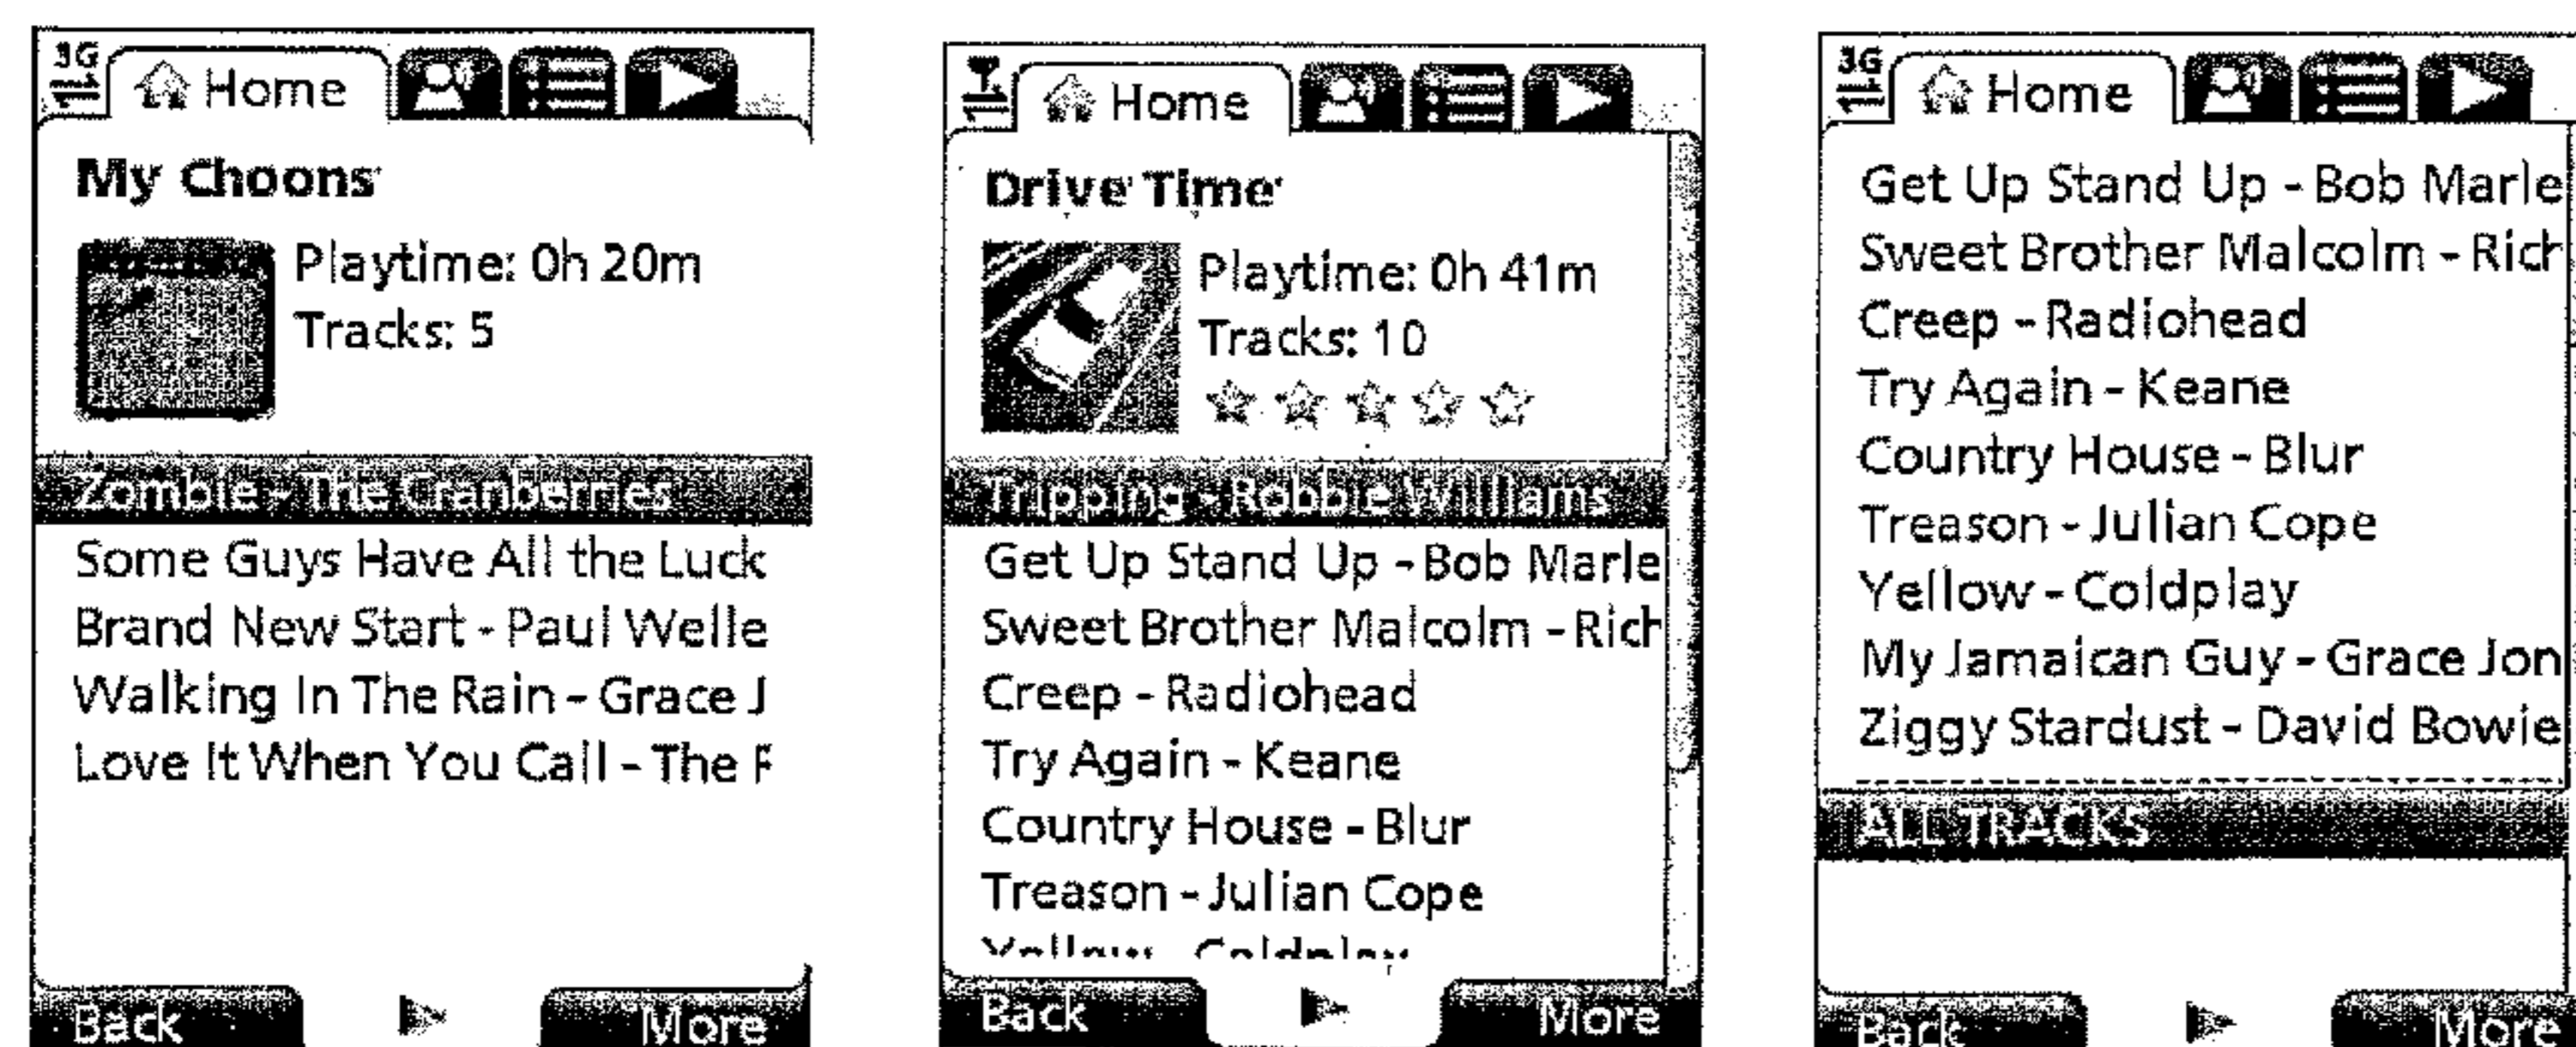 3G
Home
My Choons
Playtime: 0h 20m
Tracks: 5
Zombie - The Cranberries
Some Guys Have All the Luck
Brand New Start - Paul Welle
Walking In The Rain - Grace J
Love It When You Call - The F
Back
More
Home
Drive Time
Playtime: 0h 41m
Tracks: 10
Tripping - Robbie Williams
Get Up Stand Up - Bob Marle
Sweet Brother Malcolm - Rich
Creep - Radiohead
Try Again - Keane
Country House - Blur
Treason - Julian Cope
Yellow - Coldplay
Back
More
3G
Home
Get Up Stand Up - Bob Marle
Sweet Brother Malcolm - Rich
Creep - Radiohead
Try Again - Keane
Country House - Blur
Treason - Julian Cope
Yellow - Coldplay
My Jamaican Guy - Grace Jon
Ziggy Stardust - David Bowie
ALL TRACKS
Back
More